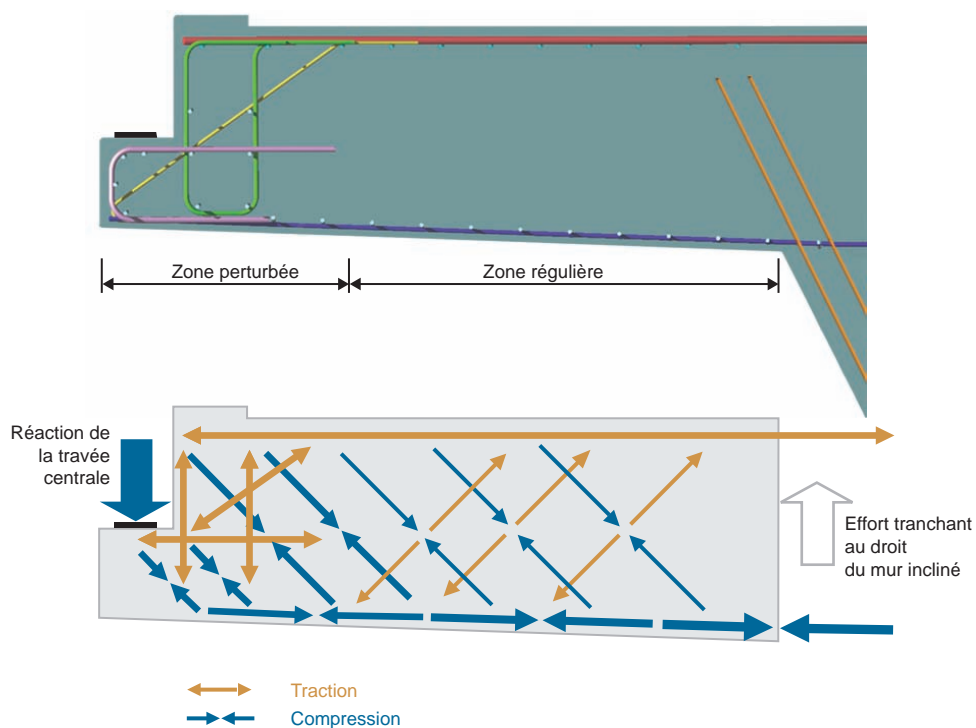 Zone perturbée
Zone régulière
Réaction de
la travée
centrale
Effort tranchant
au droit
du mur incliné
Traction
Compression